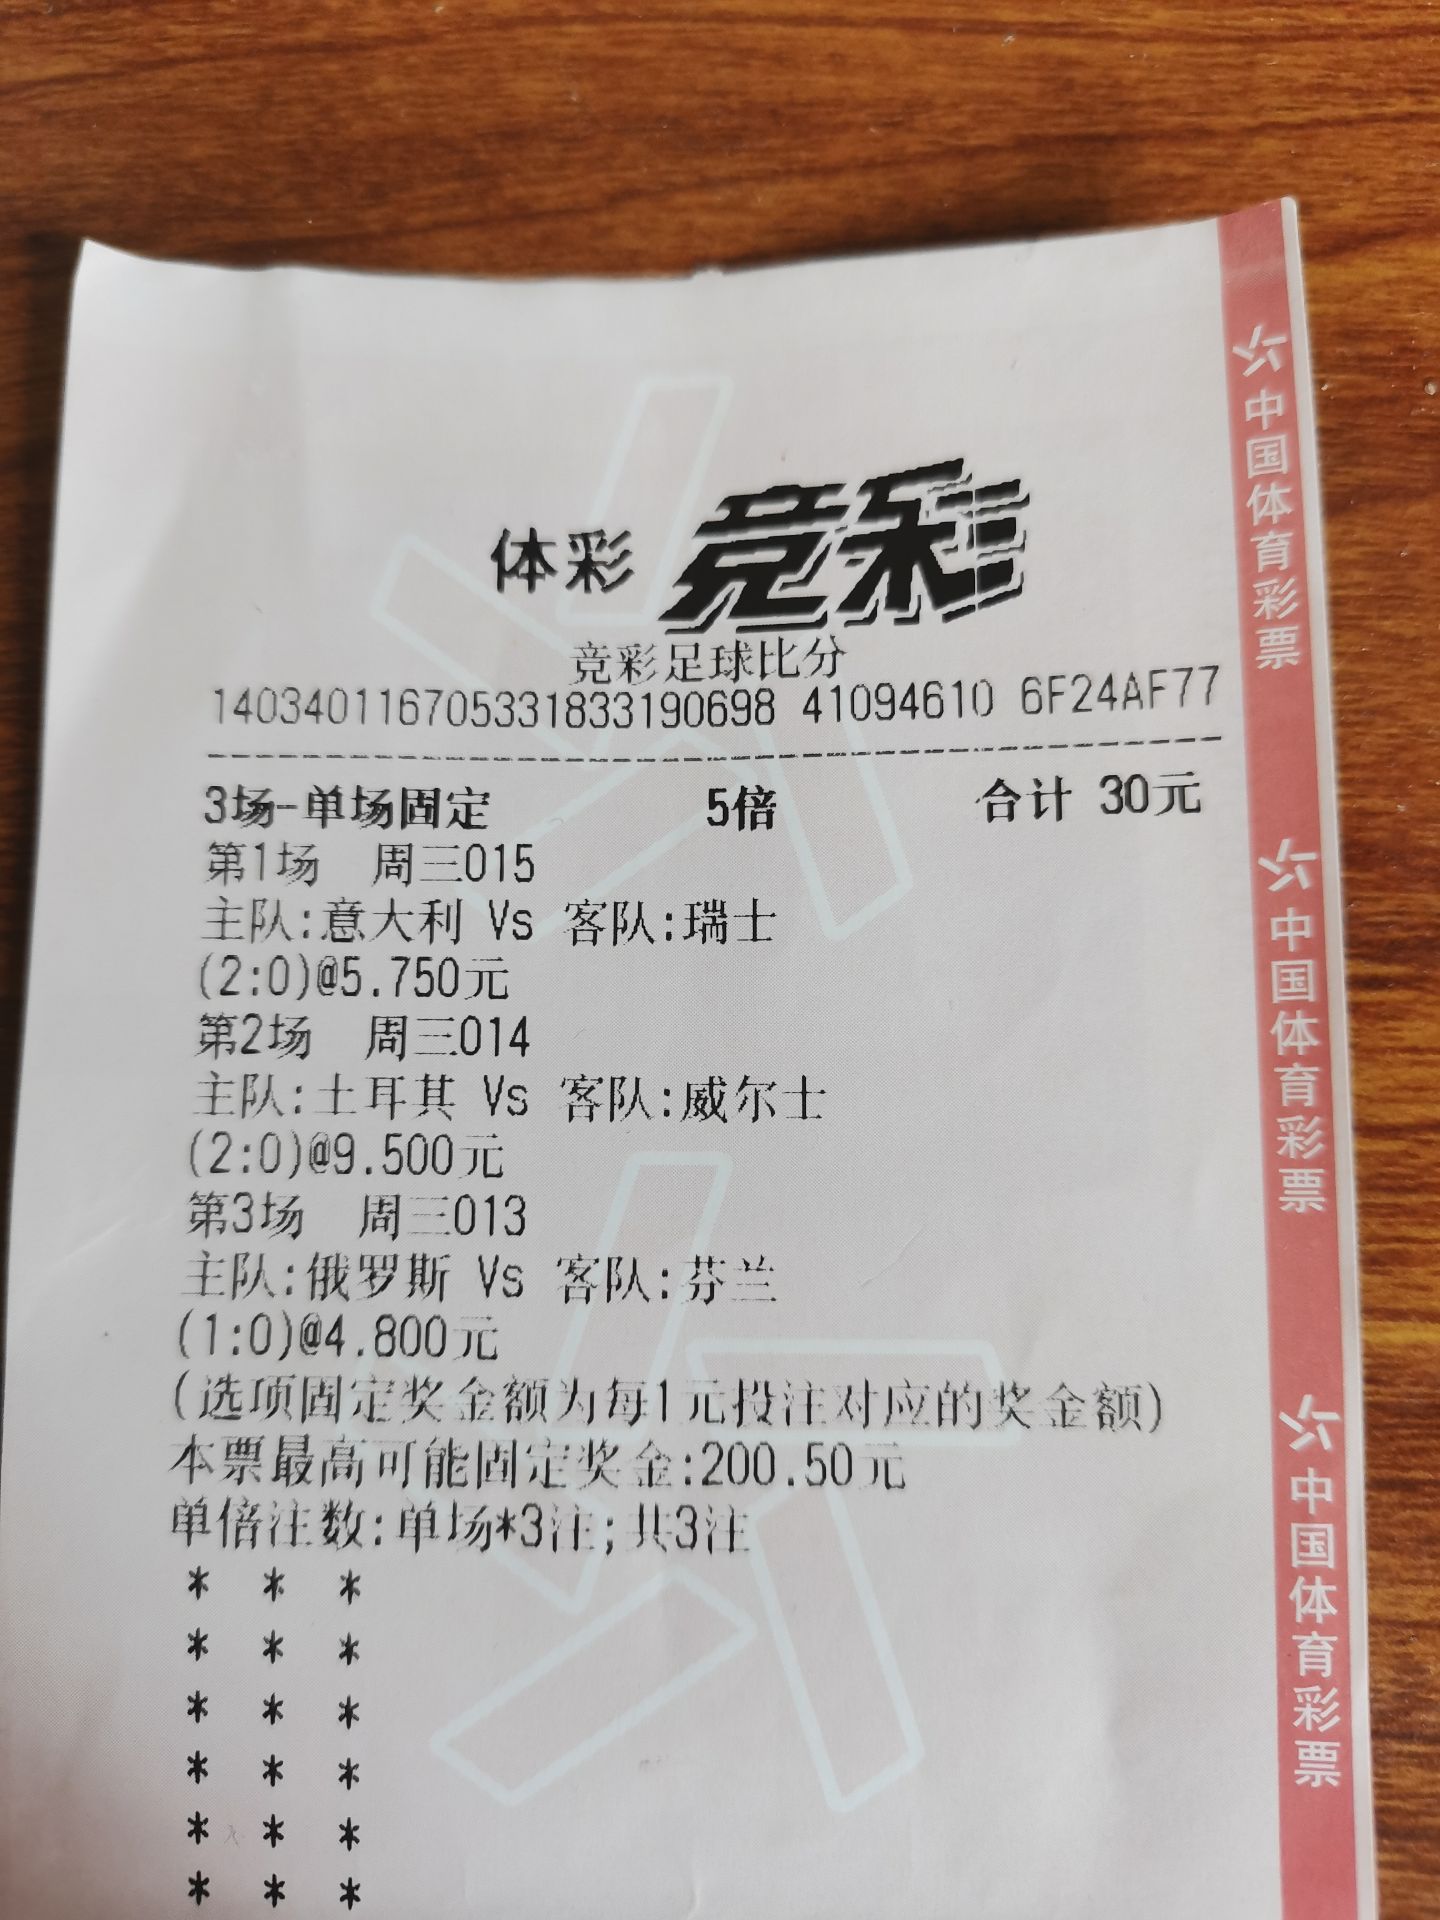 体彩 竞彩
竞彩足球比分
140340116705331833190698 41094610 6F24AF77
3场-单场固定 5倍 合计 30元
第1场 周三015
主队:意大利 Vs 客队:瑞士
(2:0)@5.750元
第2场 周三014
主队:土耳其 Vs 客队:威尔士
(2:0)@9.500元
第3场 周三013
主队:俄罗斯 Vs 客队:芬兰
(1:0)@4.800元
(选项固定奖金额为每1元投注对应的奖金额)
本票最高可能固定奖金:200.50元
单倍注数:单场*3注;共3注
* * *
* * *
* * *
* * *
* * *
* * *
中国体育彩票
中国体育彩票
中国体育彩票